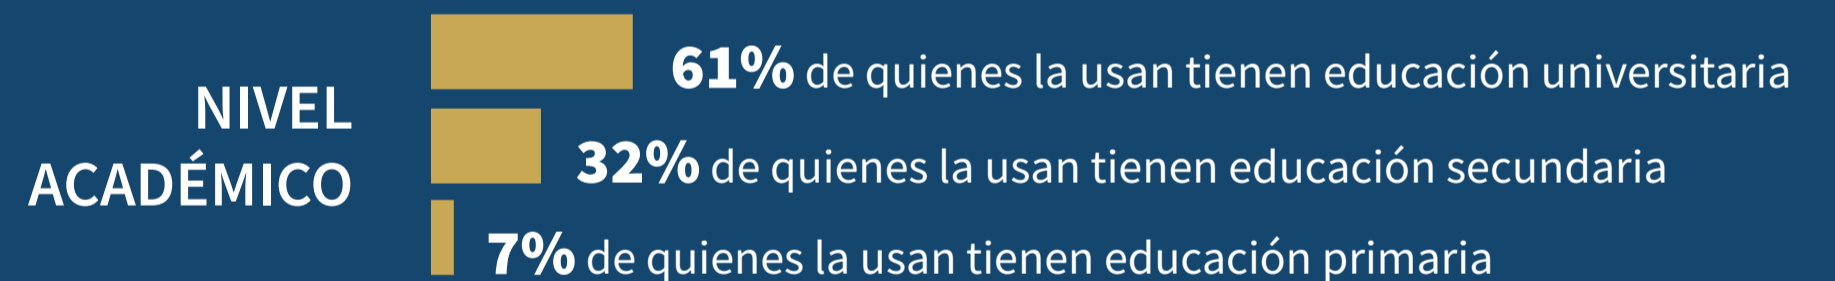 NIVEL
ACADÉMICO
61% de quienes la usan tienen educación universitaria
32% de quienes la usan tienen educación secundaria
7% de quienes la usan tienen educación primaria